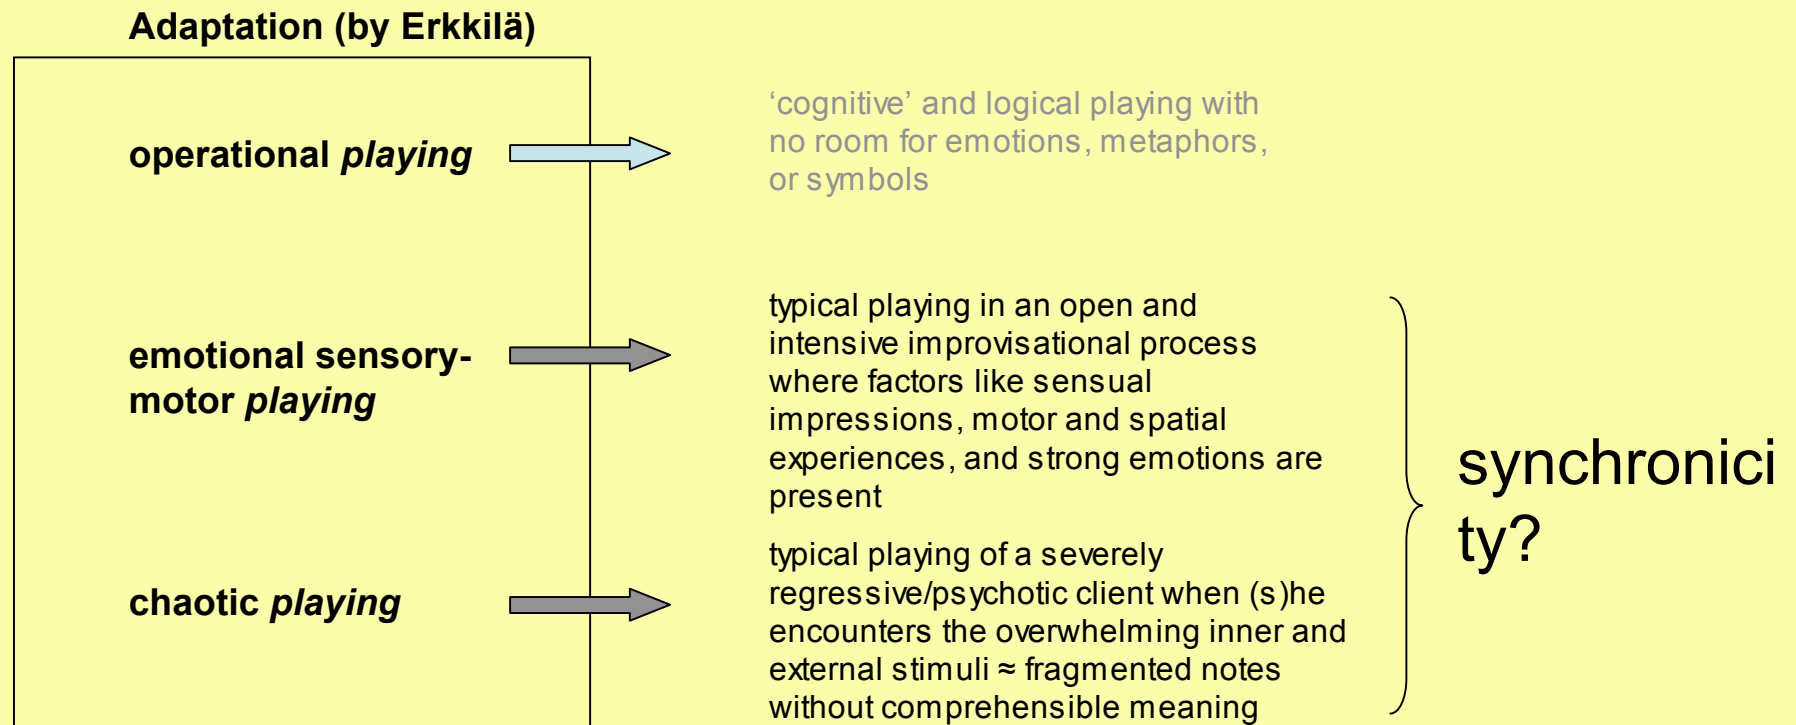 Adaptation (by Erkkilä)
operational playing
‘cognitive’ and logical playing with
no room for emotions, metaphors,
or symbols
emotional sensory-
motor playing
typical playing in an open and
intensive improvisational process
where factors like sensual
impressions, motor and spatial
experiences, and strong emotions are
present
chaotic playing
typical playing of a severely
regressive/psychotic client when (s)he
encounters the overwhelming inner and
external stimuli ≈ fragmented notes
without comprehensible meaning
synchronici
ty?